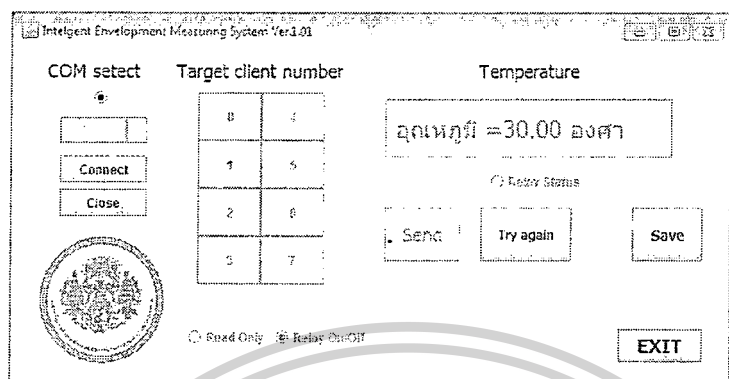 Intelgent Envelopment Measuring System Ver1.01
COM setect
Target client number
Temperature
0 4
1 5
2 6
3 7
Connect
Close
อุณหภูมิ =30.00 องศา
Relay Status
Send
Try again
Save
Read Only
Relay On/Off
EXIT